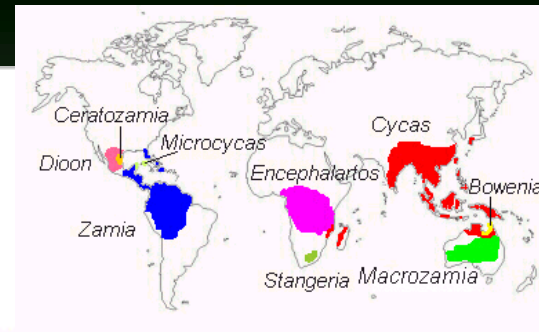 Ceratozamia
Microcycas
Cycas
Dioon
Encephalartos
Bowenia
Zamia
Stangeria
Macrozamia